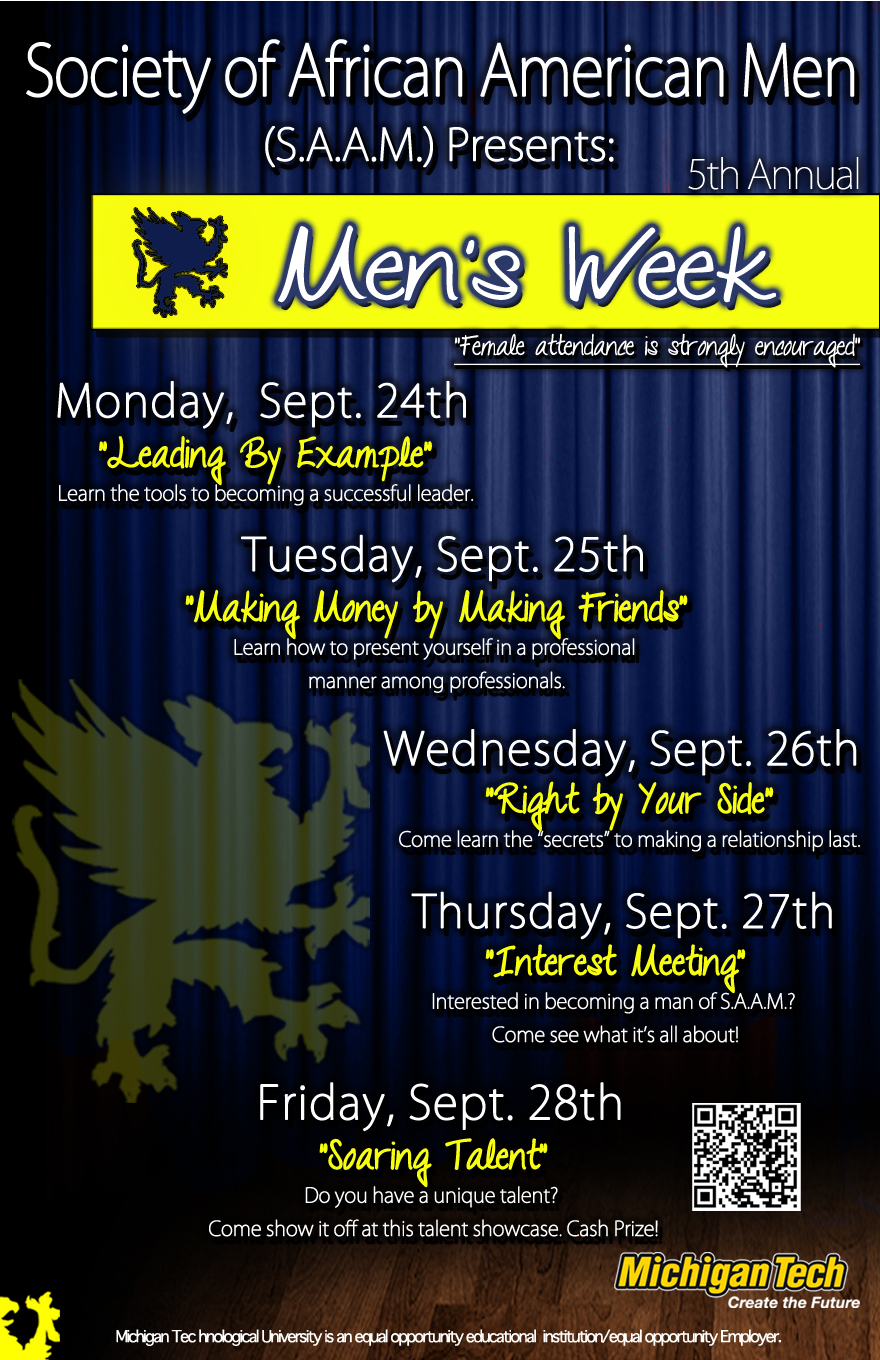 Society of African American Men
(S.A.A.M.) Presents:
5th Annual
Men's Week
"Female attendance is strongly encouraged"
Monday, Sept. 24th
"Leading By Example"
Learn the tools to becoming a successful leader.
Tuesday, Sept. 25th
"Making Money by Making Friends"
Learn how to present yourself in a professional
manner among professionals.
Wednesday, Sept. 26th
"Right by Your Side"
Come learn the “secrets” to making a relationship last.
Thursday, Sept. 27th
"Interest Meeting"
Interested in becoming a man of S.A.A.M.?
Come see what it’s all about!
Friday, Sept. 28th
"Soaring Talent"
Do you have a unique talent?
Come show it off at this talent showcase. Cash Prize!
Michigan Tech
Create the Future
Michigan Tec hnological University is an equal opportunity educational institution/equal opportunity Employer.